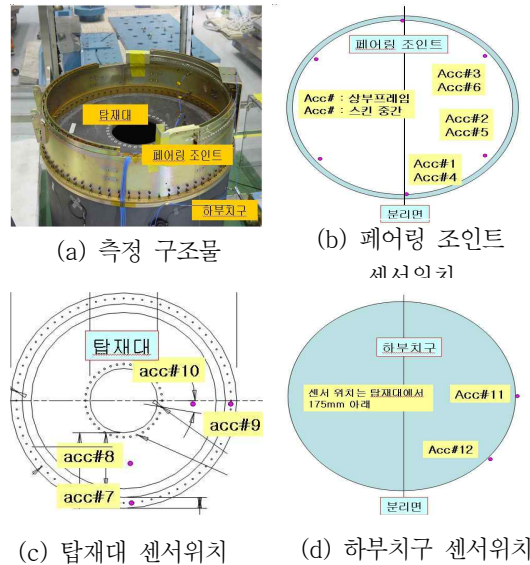 탑재대
페어링 조인트
하부치구
(a) 측정 구조물
페어링 조인트
Acc#3
Acc#6
Acc# : 상부프레임
Acc# : 스킨 중간
Acc#2
Acc#5
Acc#1
Acc#4
분리면
(b) 페어링 조인트
센서위치
탑재대
acc#10
acc#9
acc#8
acc#7
(c) 탑재대 센서위치
하부치구
센서 위치는 탑재대에서
175mm 아래
Acc#11
Acc#12
분리면
(d) 하부치구 센서위치